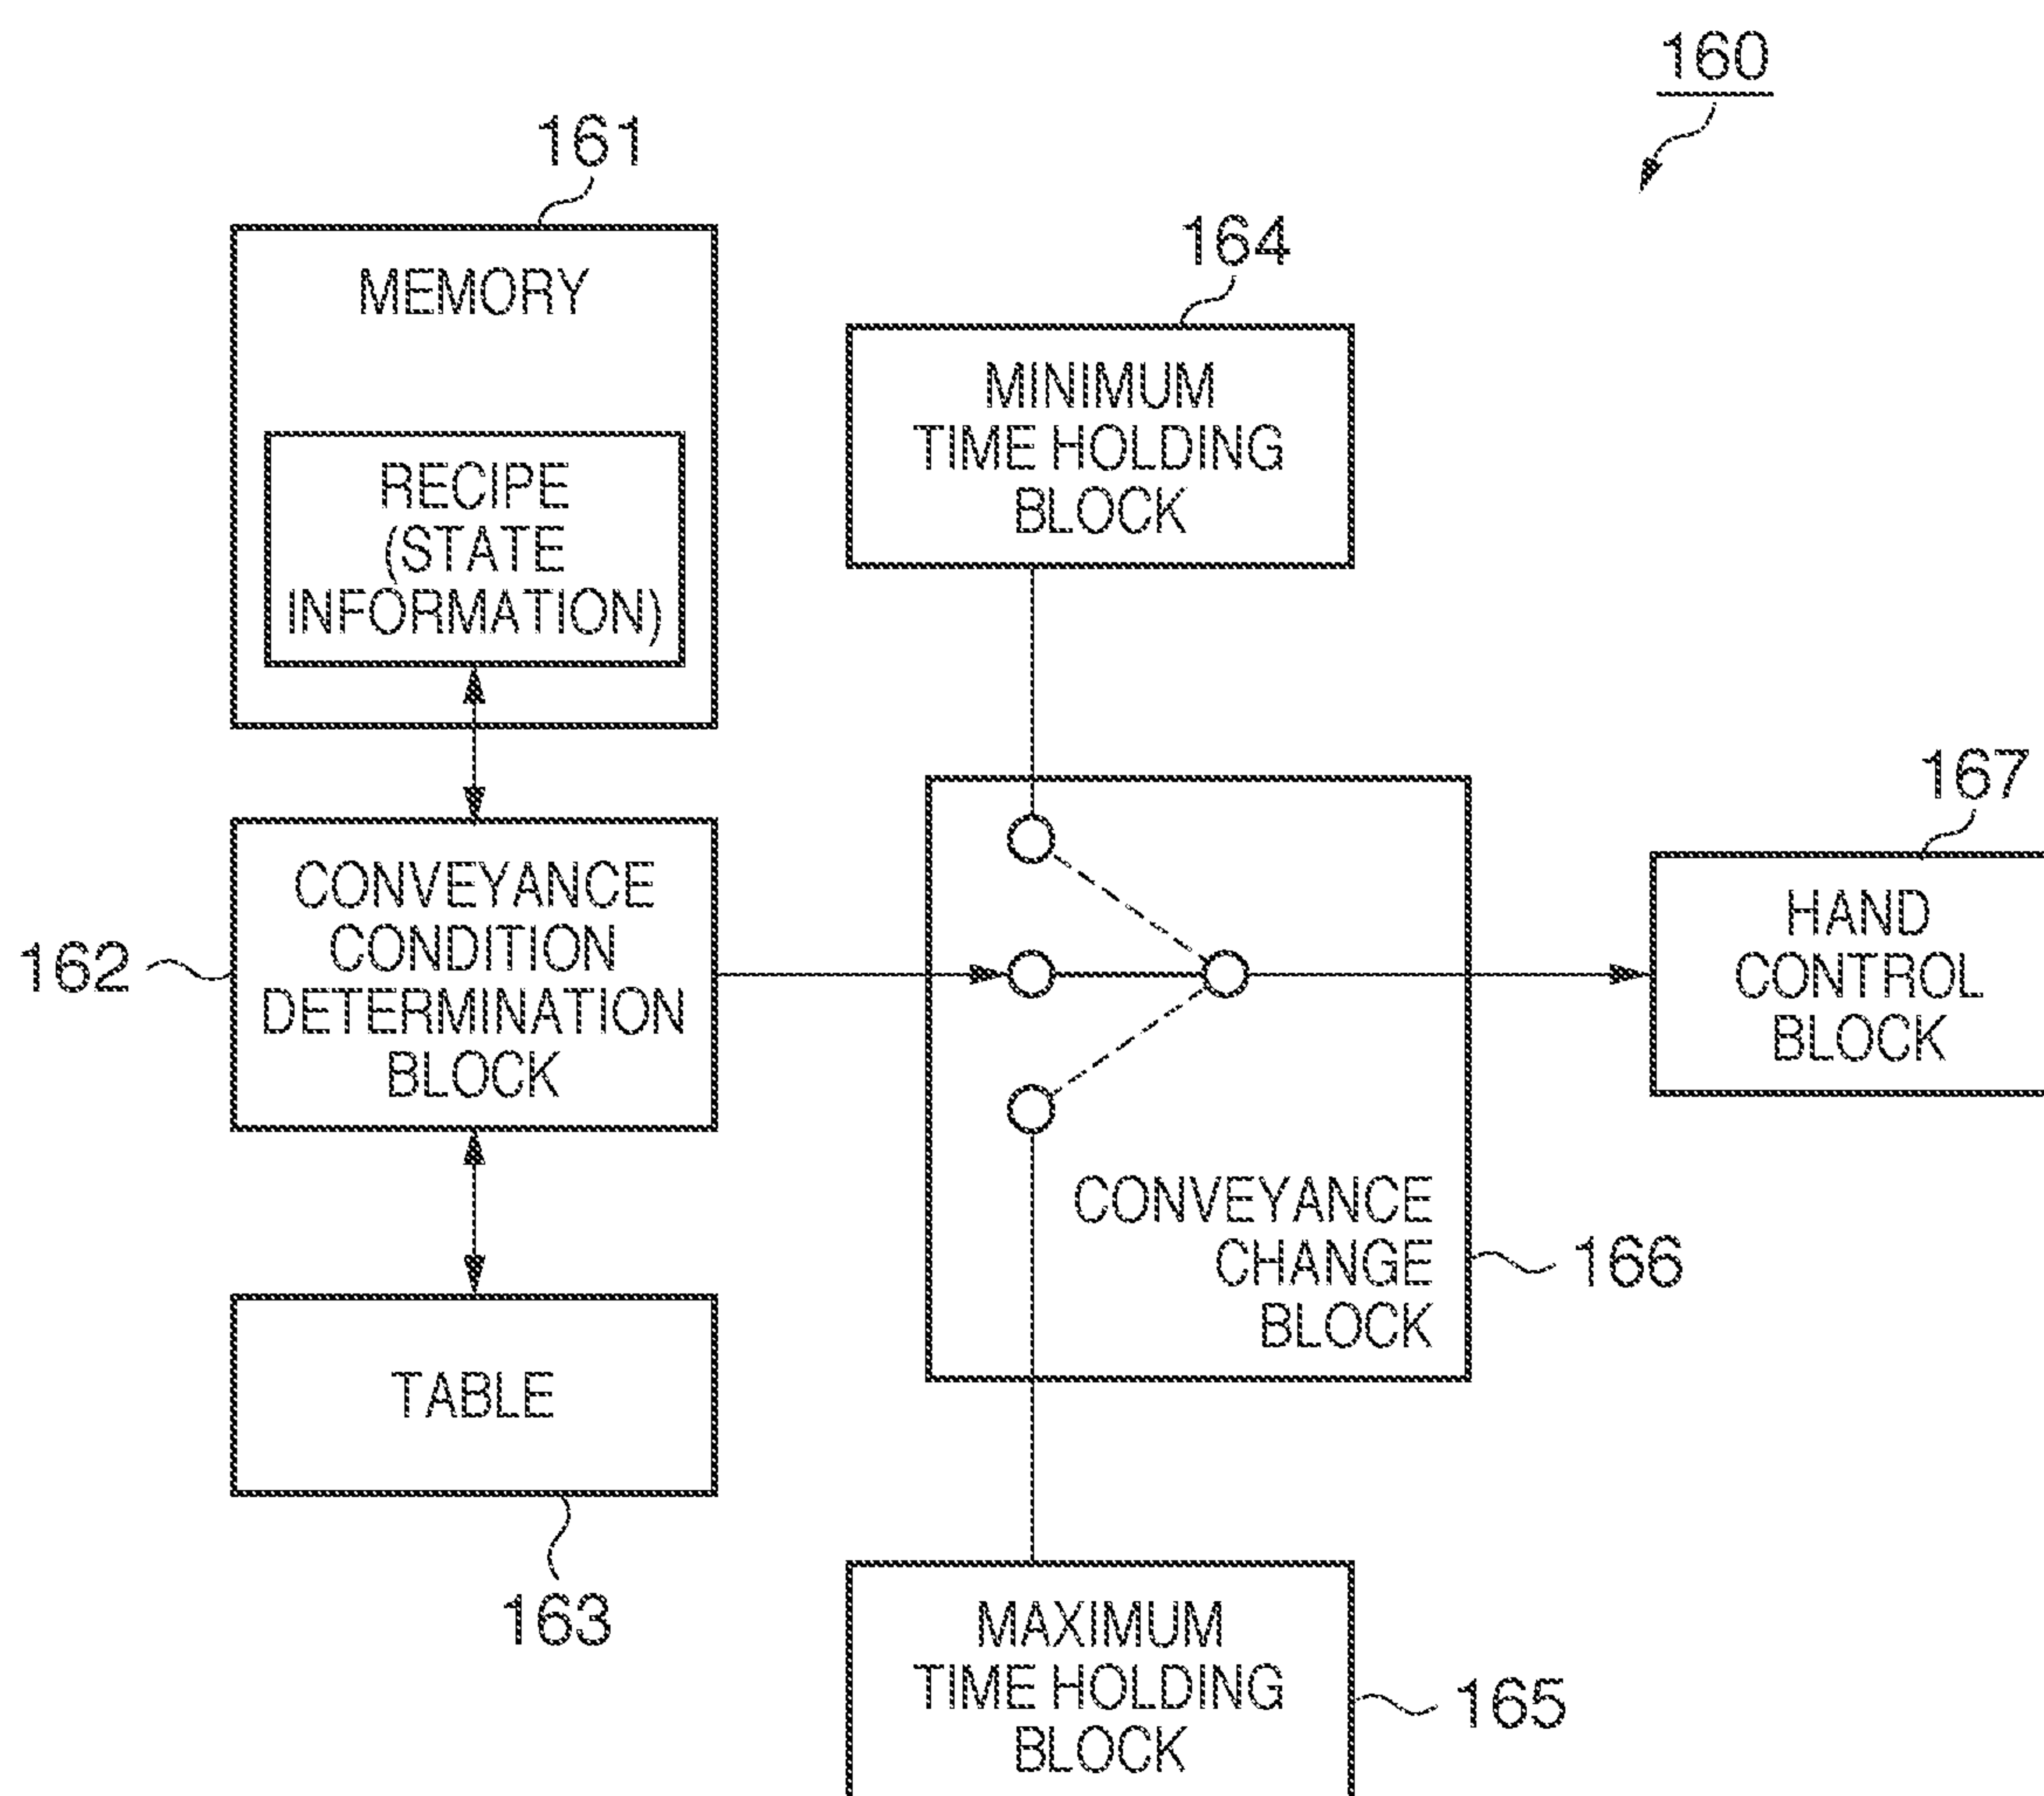 160
161
MEMORY
RECIPE
(STATE
INFORMATION)
164
MINIMUM
TIME HOLDING
BLOCK
162
CONVEYANCE
CONDITION
DETERMINATION
BLOCK
167
HAND
CONTROL
BLOCK
CONVEYANCE
CHANGE
BLOCK
166
TABLE
163
MAXIMUM
TIME HOLDING
BLOCK
165